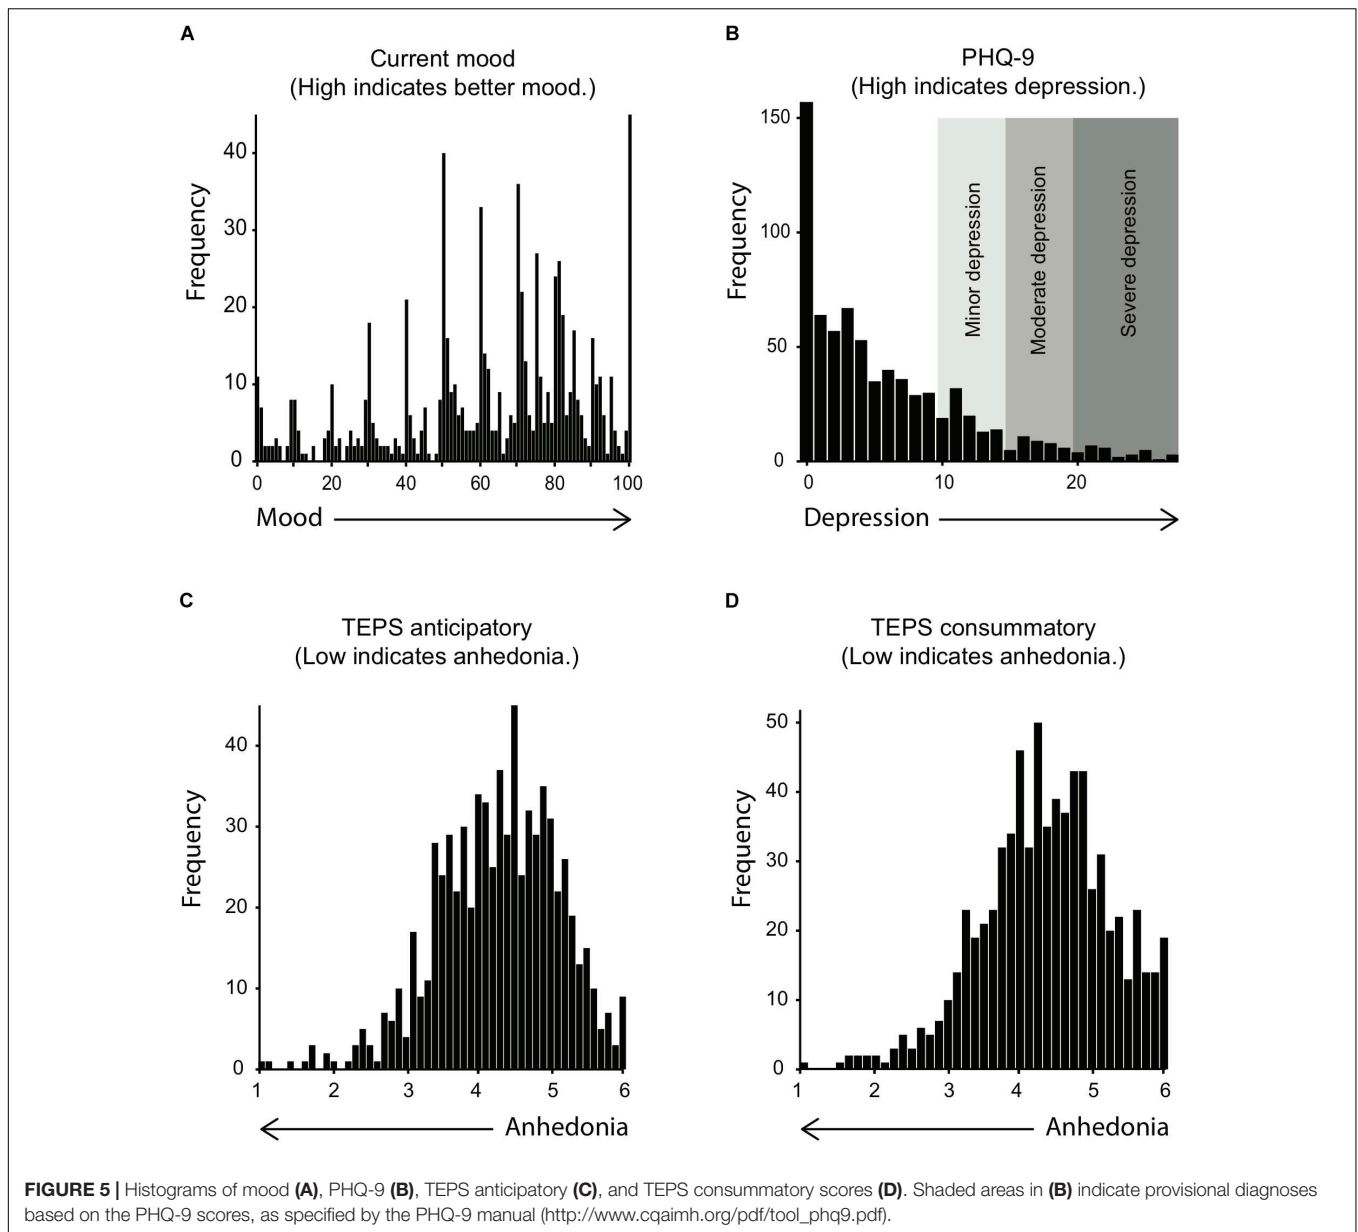 A
Current mood
(High indicates better mood.)
Frequency
40
30
20
10
0
0 20 40 60 80 100
Mood
B
PHQ-9
(High indicates depression.)
Frequency
150
100
50
0
Minor depression
Moderate depression
Severe depression
0 10 20
Depression
C
TEPS anticipatory
(Low indicates anhedonia.)
Frequency
40
30
20
10
0
1 2 3 4 5 6
Anhedonia
D
TEPS consummatory
(Low indicates anhedonia.)
Frequency
50
40
30
20
10
0
1 2 3 4 5 6
Anhedonia
FIGURE 5 | Histograms of mood (A), PHQ-9 (B), TEPS anticipatory (C), and TEPS consummatory scores (D). Shaded areas in (B) indicate provisional diagnoses
based on the PHQ-9 scores, as specified by the PHQ-9 manual (http://www.cqaimh.org/pdf/tool_phq9.pdf).